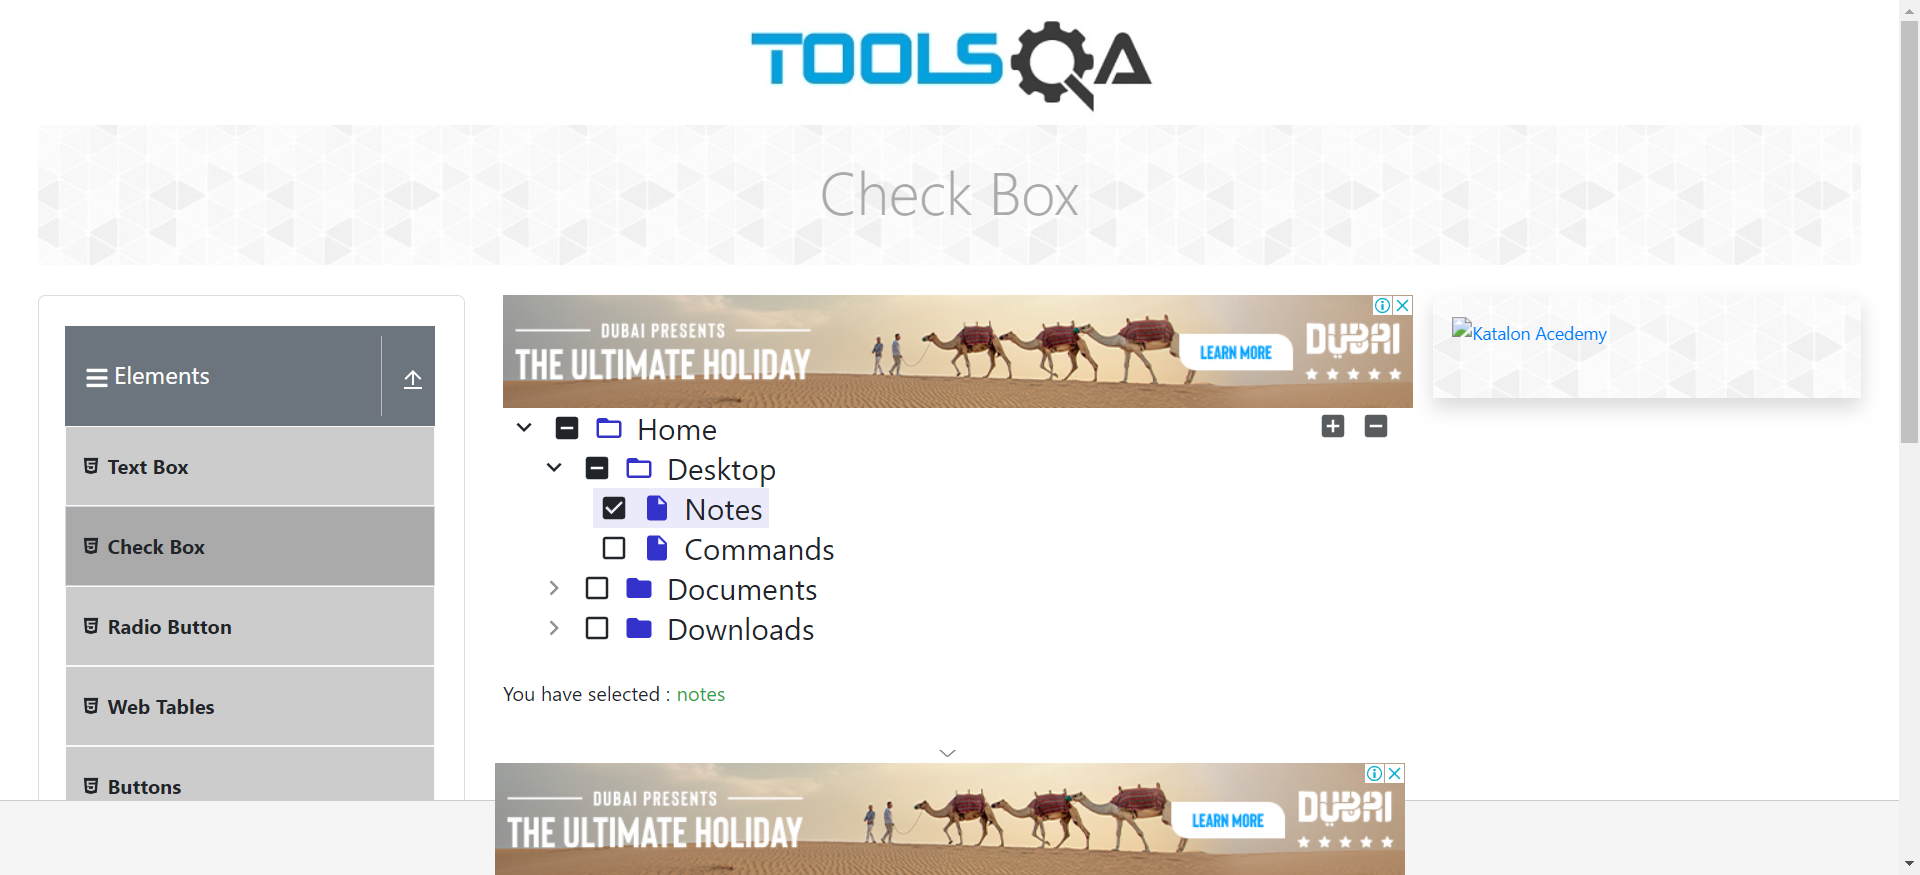 TOOLSQA
Check Box
Elements
Text Box
Check Box
Radio Button
Web Tables
Buttons
DUBAI PRESENTS
THE ULTIMATE HOLIDAY
LEARN MORE
DUBAI
Home
Desktop
Notes
Commands
Documents
Downloads
You have selected : notes
Katalon Acedemy
DUBAI PRESENTS
THE ULTIMATE HOLIDAY
LEARN MORE
DUBAI